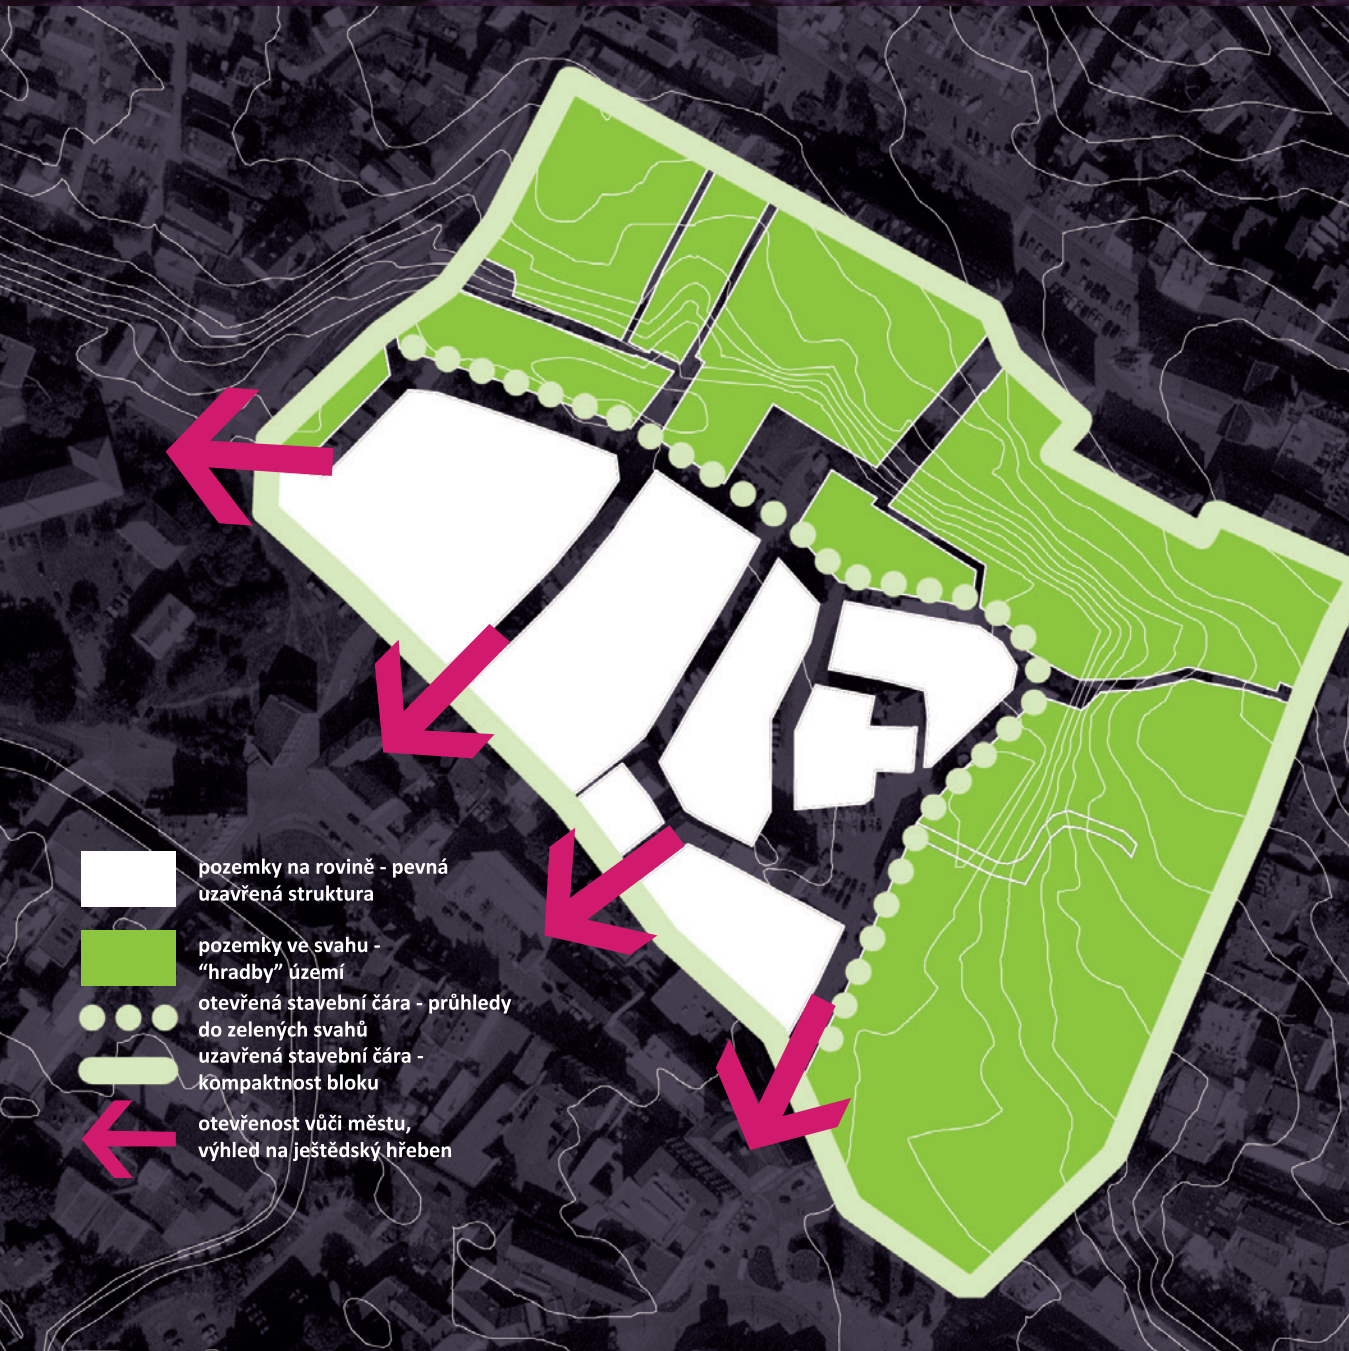 pozemky na rovině - pevná
uzavřená struktura
pozemky ve svahu -
“hradby” území
otevřená stavební čára - průhledy
do zelených svahů
uzavřená stavební čára -
kompaktnost bloku
otevřenost vůči městu,
výhled na ještědský hřeben